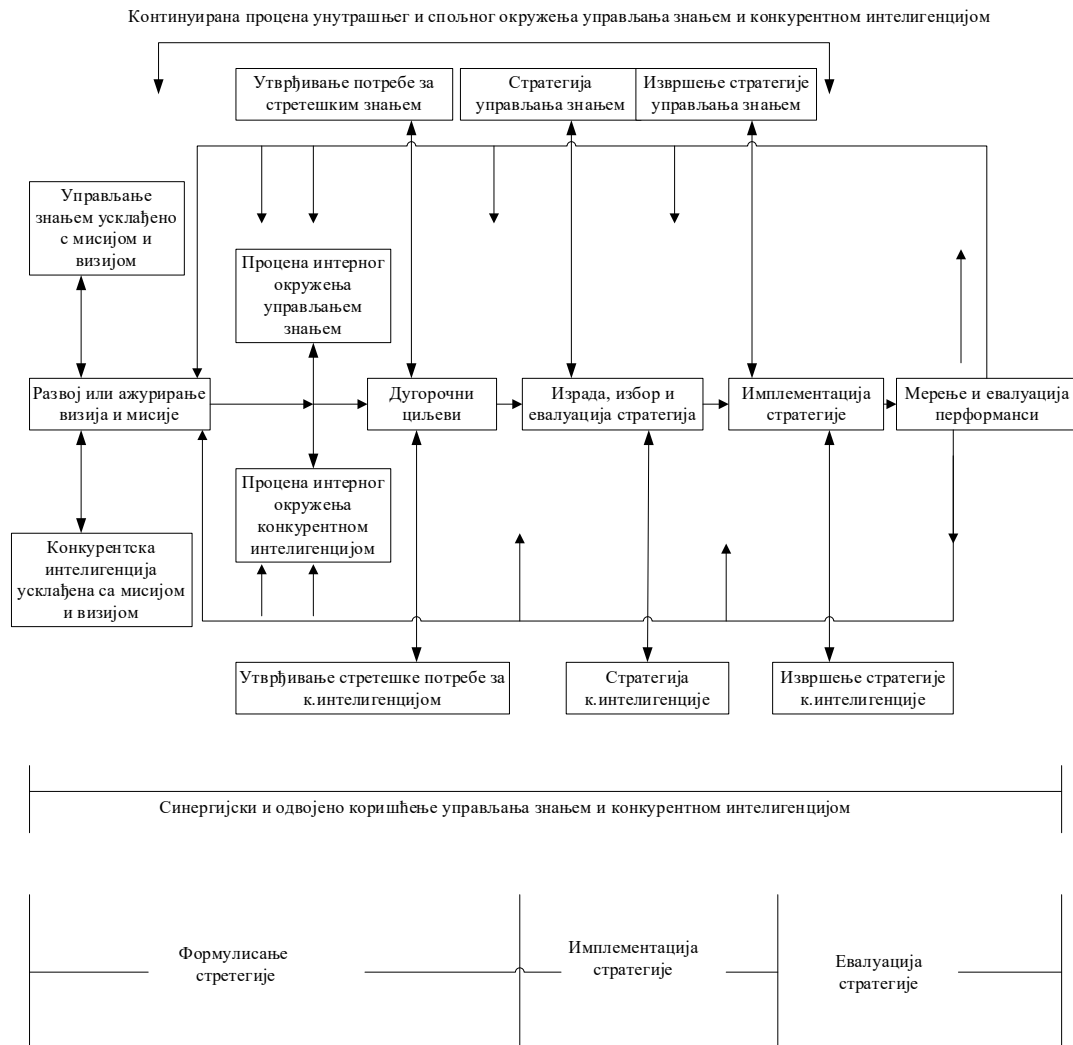 Континуирана процена унутрашњег и спољног окружења управљања знањем и конкурентном интелигенцијом
Утврђивање потребе за
стретешким знањем
Стратегија
управљања знањем
Извршење стратегије
управљања знањем
Управљање
знањем усклађено
с мисијом и
визијом
Процена интерног
окружења
управљањем
знањем
Развој или ажурирање
визија и мисије
Дугорочни
циљеви
Израда, избор и
евалуација стратегија
Имплементација
стратегије
Мерење и евалуација
перформанси
Процена интерног
окружења
конкурентном
интелигенцијом
Конкурентска
интелигенција
усклађена са мисијом
и визијом
Утврђивање стретешке потребе за
к.интелигенцијом
Стратегија
к.интелигенције
Извршење стратегије
к.интелигенције
Синергијски и одвојено коришћење управљања знањем и конкурентном интелигенцијом
Формулисање
стретегије
Имплементација
стратегије
Евалуација
стратегије